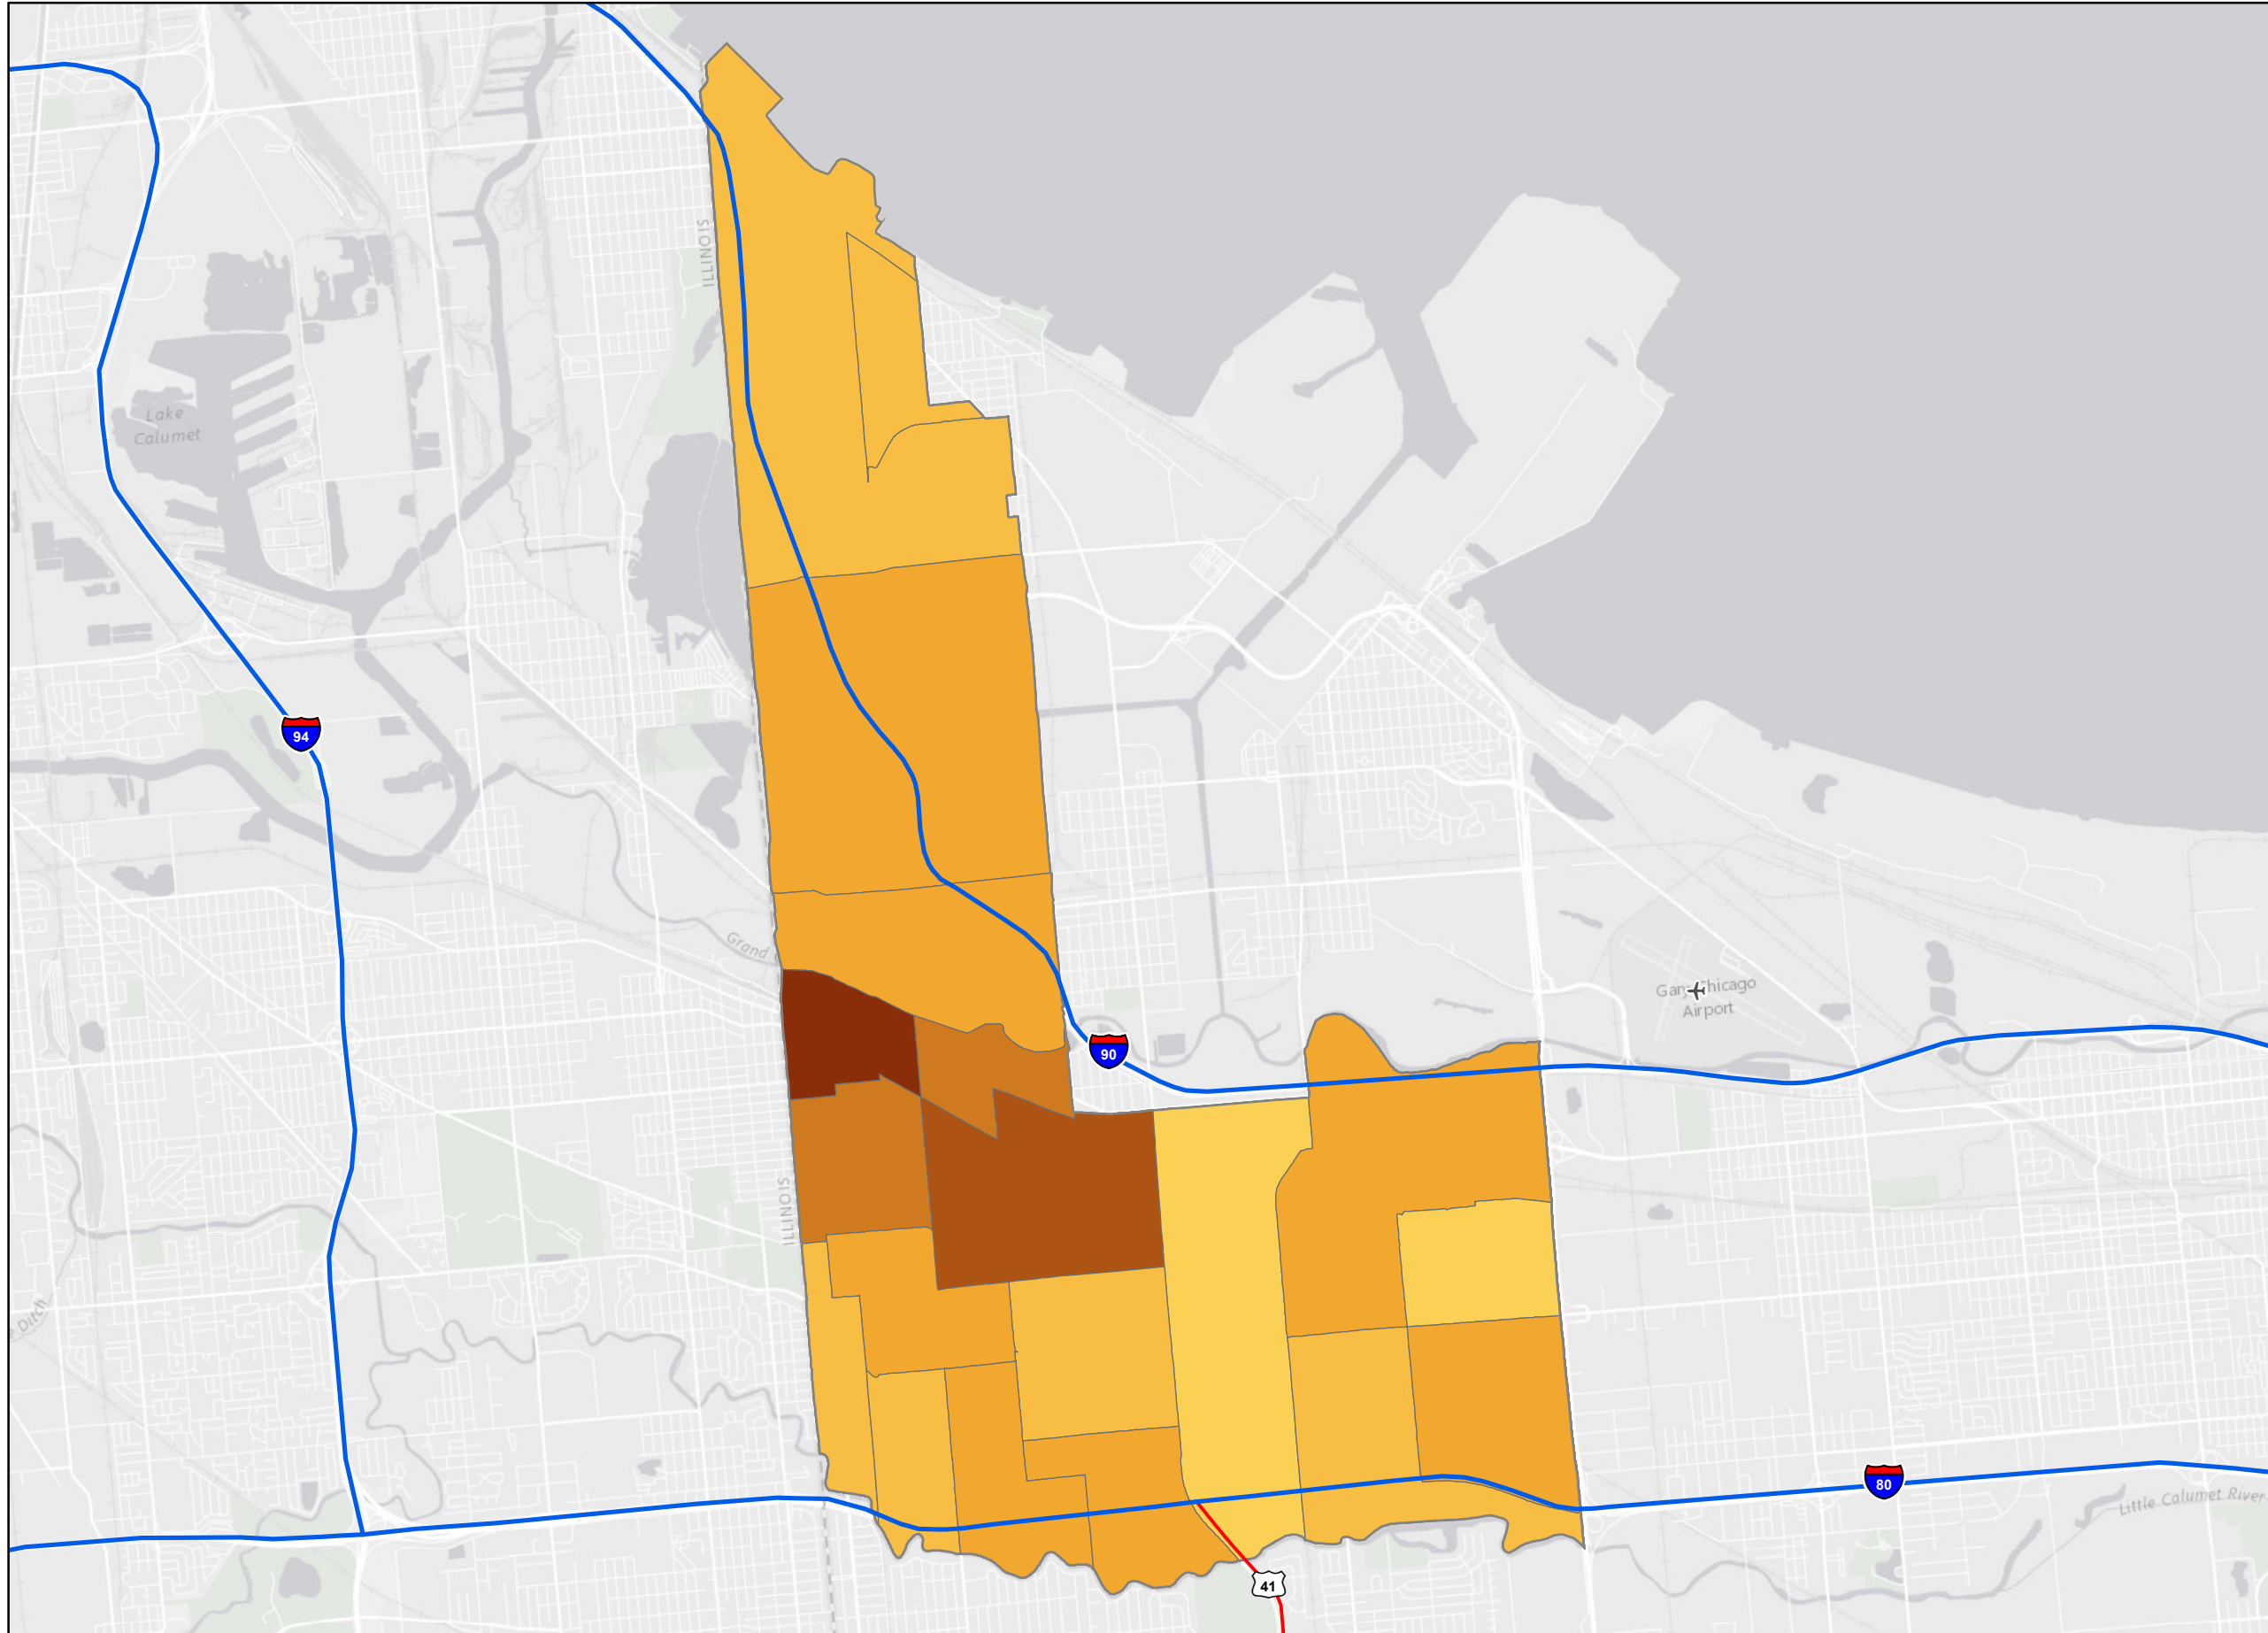 ILLINOIS
Lake
Calumet
94
Grand
Gary Chicago
Airport
90
ILLINOIS
Ditch
80
Little Calumet River
41